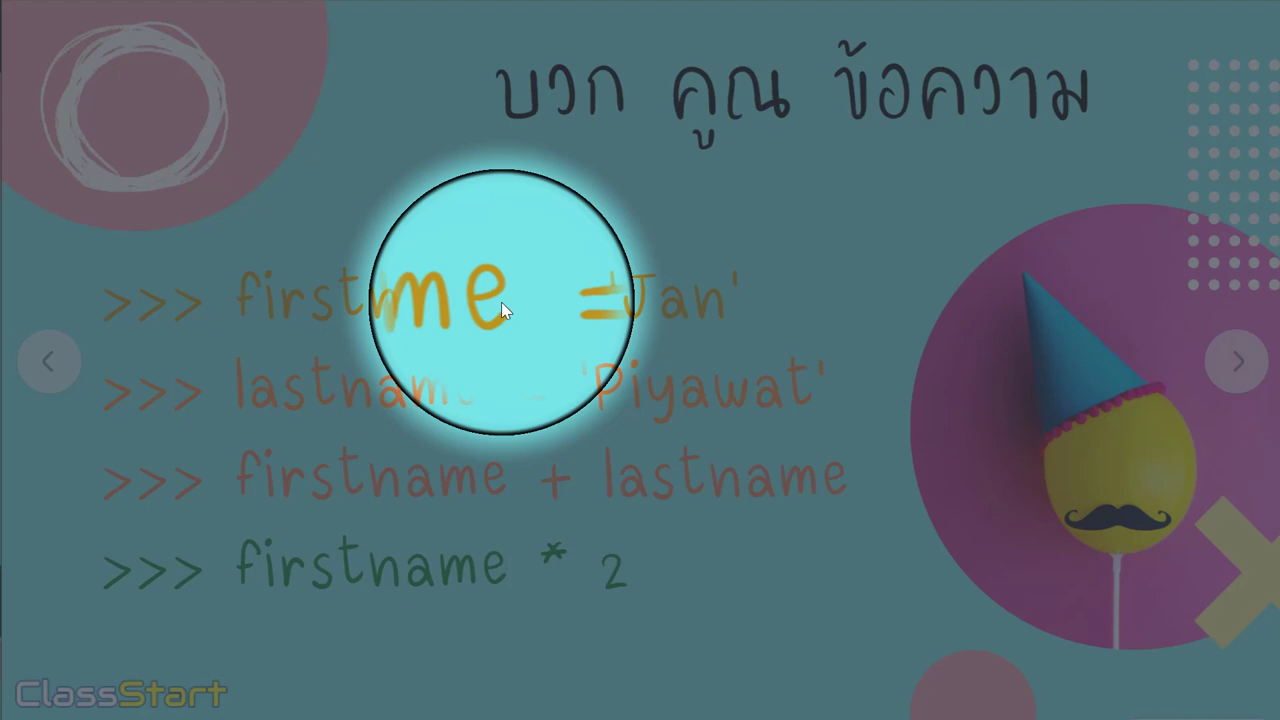 บวก คูณ ข้อความ
>>> firstname = 'Jan'
>>> lastname = 'Piyawat'
>>> firstname + lastname
>>> firstname * 2
ClassStart